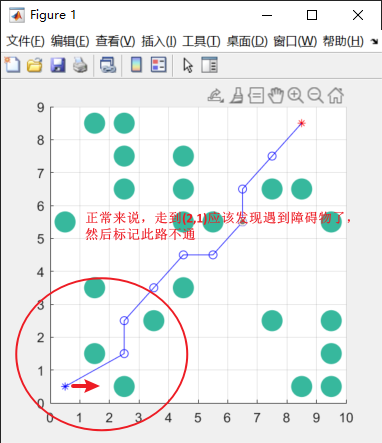 Figure 1
文件(F) 编辑(E) 查看(V) 插入(I) 工具(T) 桌面(D) 窗口(W) 帮助(H)
9
8
7
6
正常来说，走到(2,1)应该发现遇到障碍物了，
然后标记此路不通
5
4
3
2
1
0
0 1 2 3 4 5 6 7 8 9 10